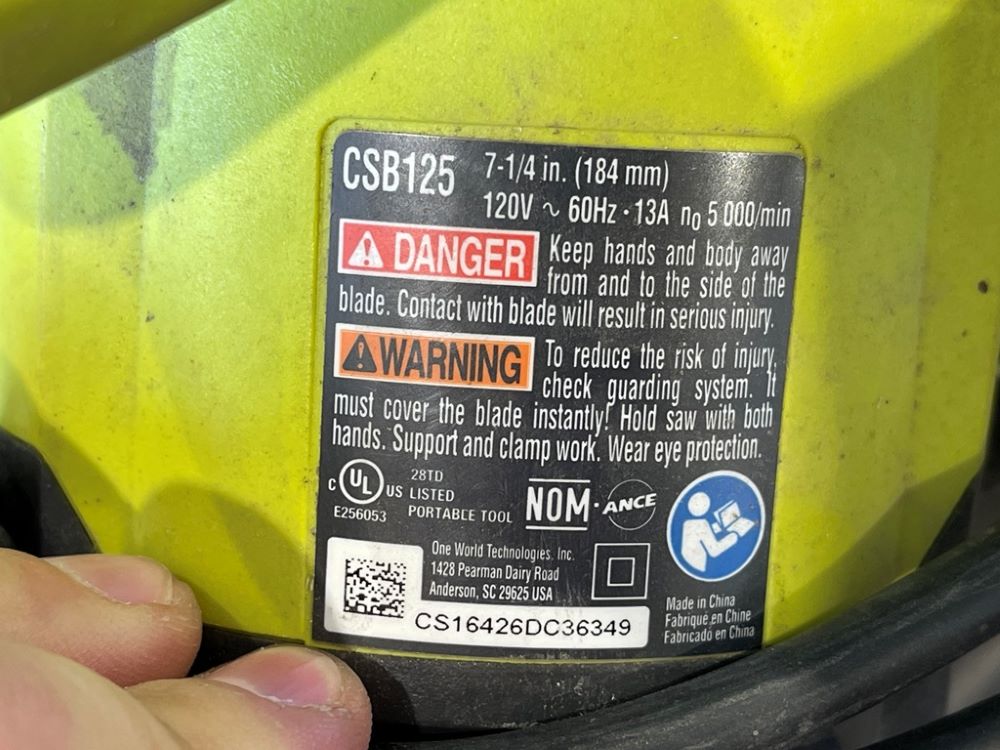 CSB125 7-1/4 in. (184 mm)
120V ~ 60Hz · 13A n₀ 5 000/min
⚠ DANGER Keep hands and body away
from and to the side of the
blade. Contact with blade will result in serious injury.
⚠ WARNING To reduce the risk of injury,
check guarding system. It
must cover the blade instantly! Hold saw with both
hands. Support and clamp work. Wear eye protection.
C UL US LISTED
28TD
E256053 PORTABLE TOOL
NOM · ANCE
One World Technologies, Inc.
1428 Pearman Dairy Road
Anderson, SC 29625 USA
CS16426DC36349
Made in China
Fabriqué en Chine
Fabricado en China